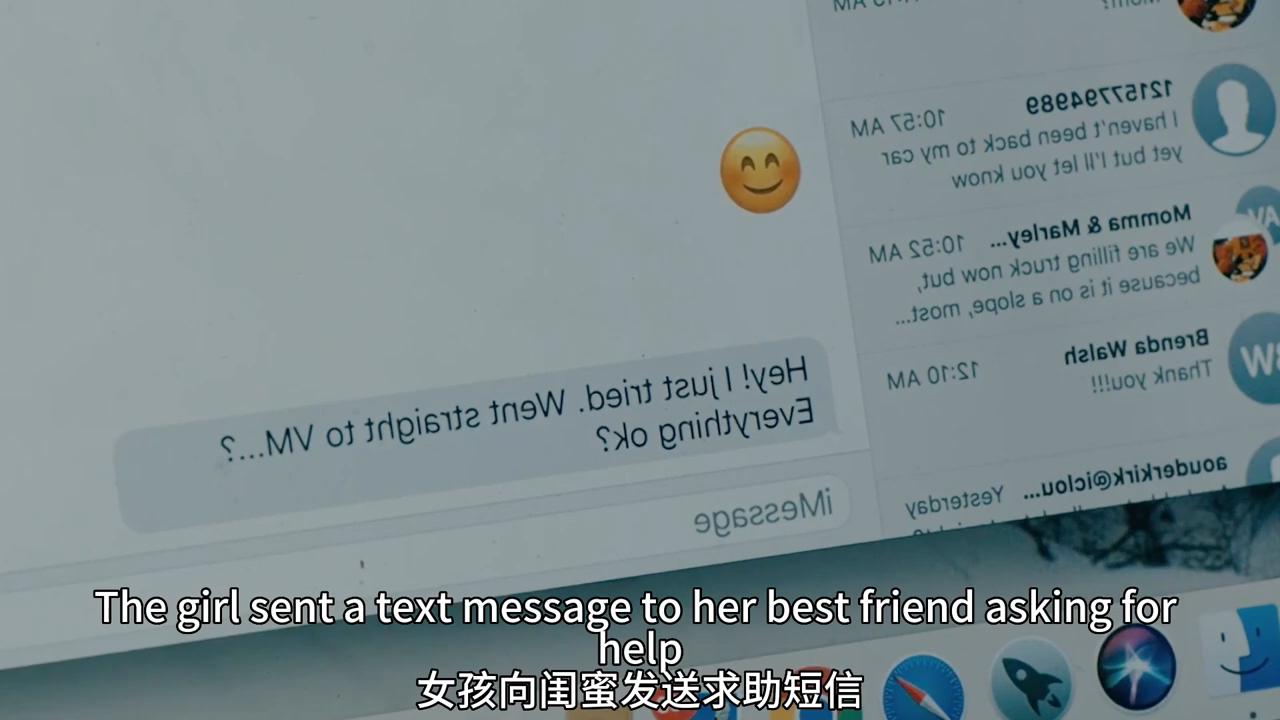 12157794989 10:57 AM
I haven't been back to my car
yet but I'll let you know
Momma & Marley... 10:52 AM
We are filling truck now but,
because it is on a slope, most...
BW
Brenda Walsh 12:10 AM
Thank you!!!
aouderkirk@iclou... Yesterday
Hey! I just tried. Went straight to VM...?
Everything ok?
iMessage
The girl sent a text message to her best friend asking for
help
女孩向闺蜜发送求助短信